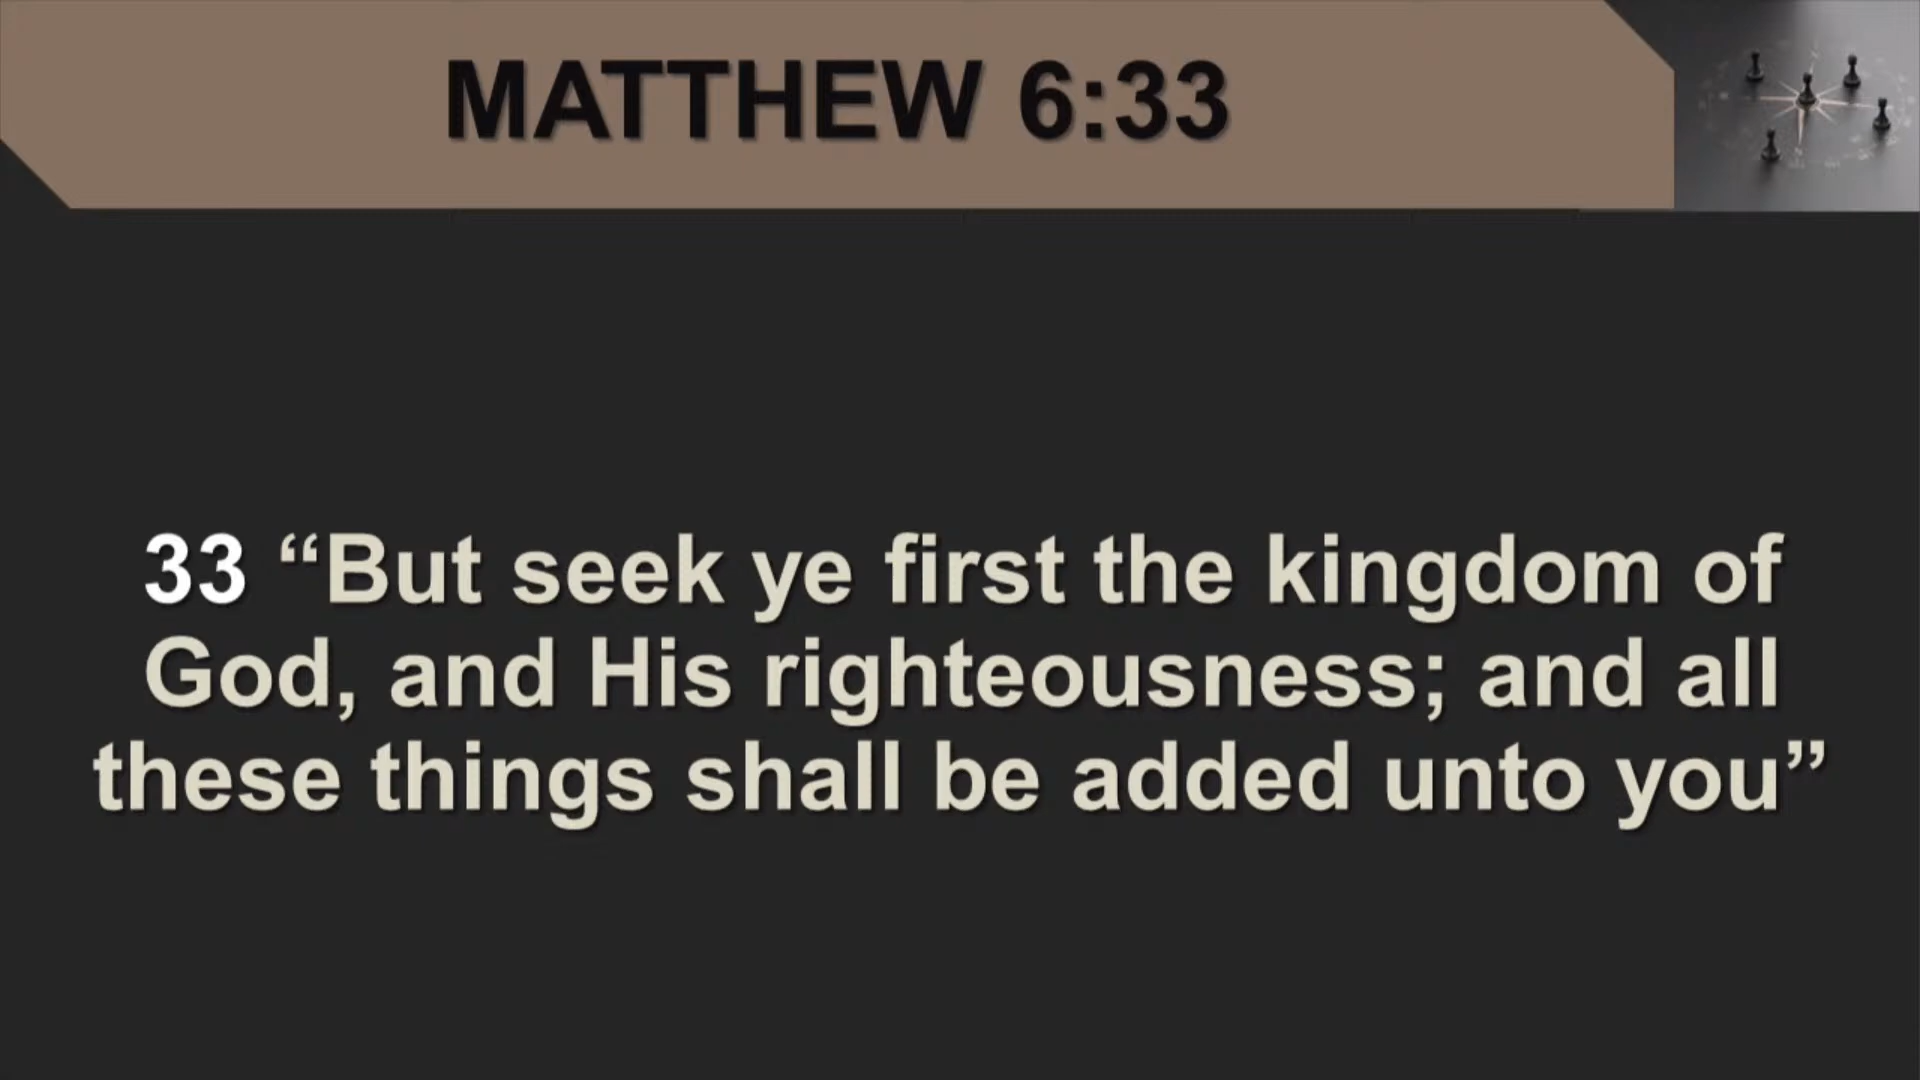 MATTHEW 6:33
33 “But seek ye first the kingdom of
God, and His righteousness; and all
these things shall be added unto you”